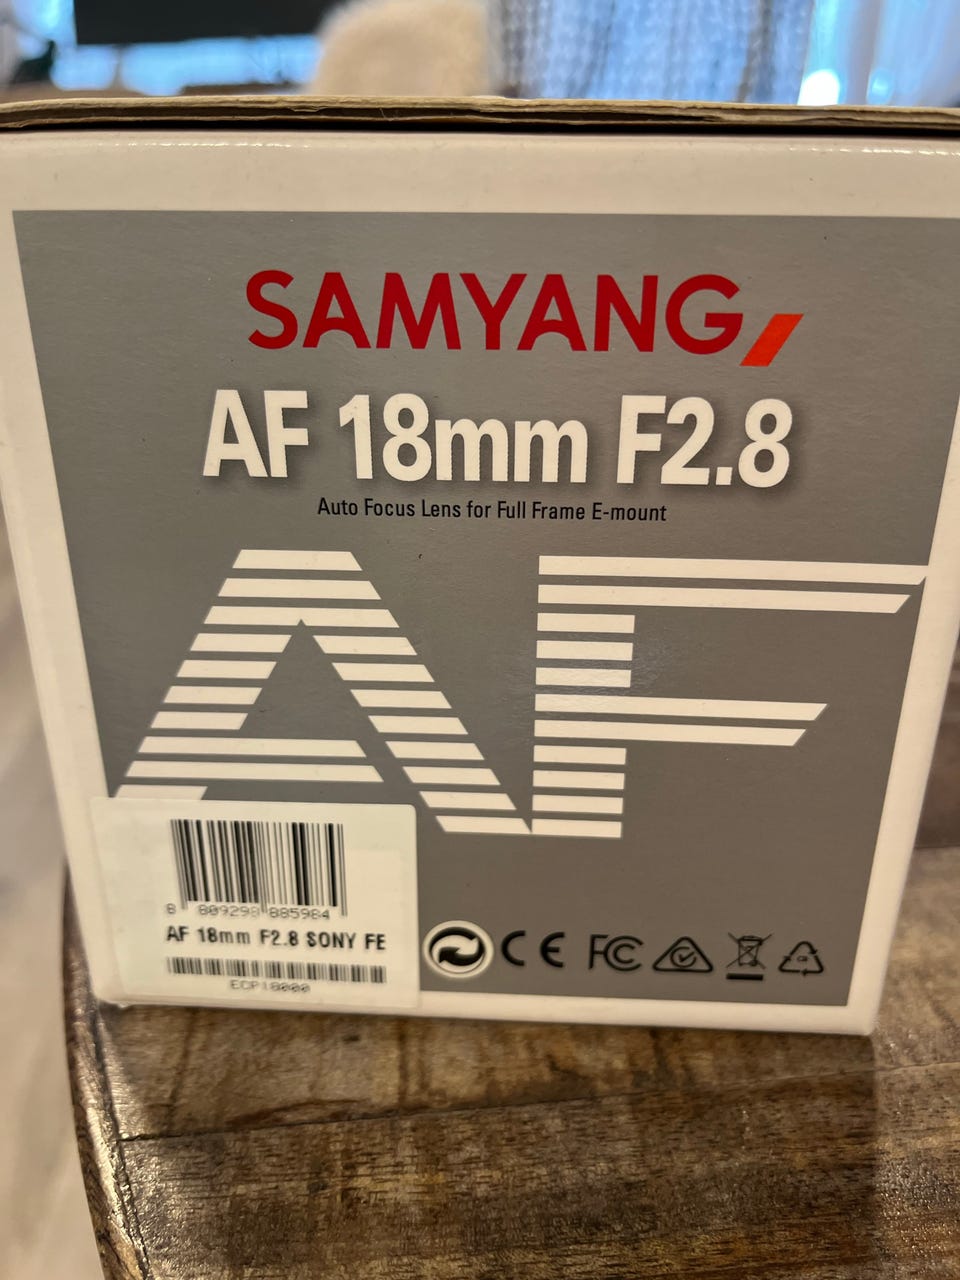 SAMYANG
AF 18mm F2.8
Auto Focus Lens for Full Frame E-mount
AF
8 809298 885984
AF 18mm F2.8 SONY FE
ECP18000
CE FC